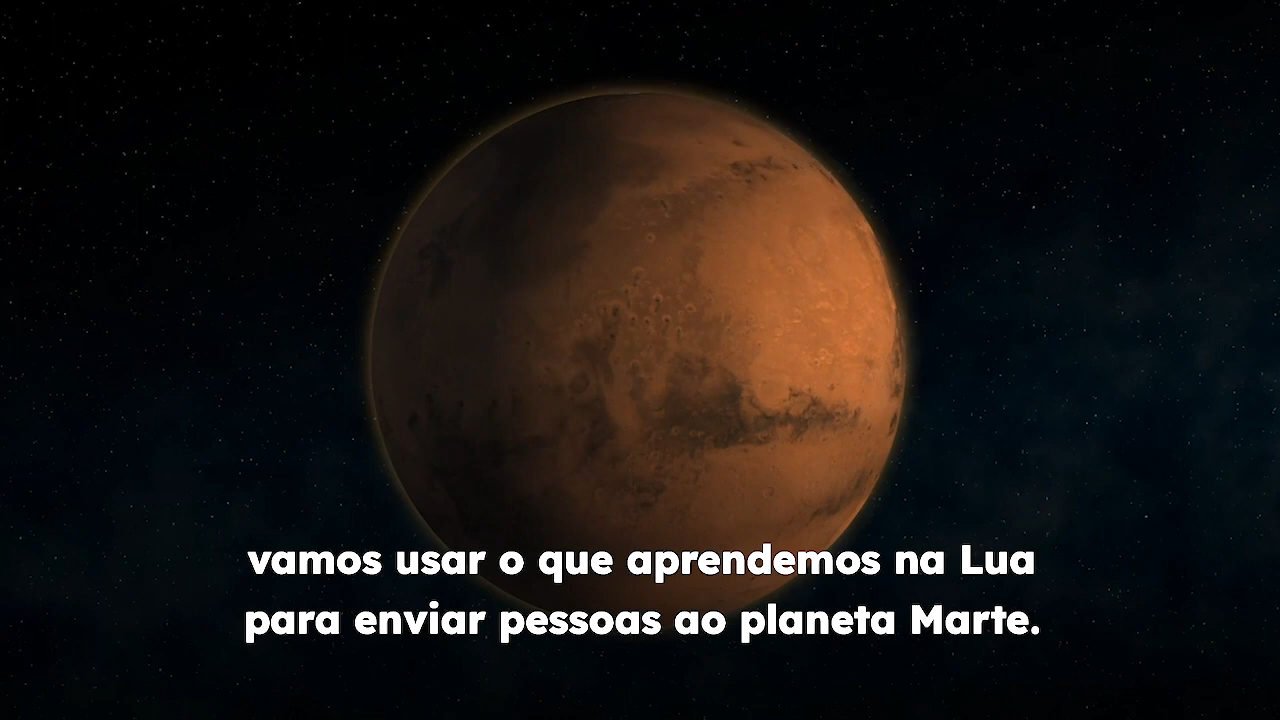 vamos usar o que aprendemos na Lua
para enviar pessoas ao planeta Marte.